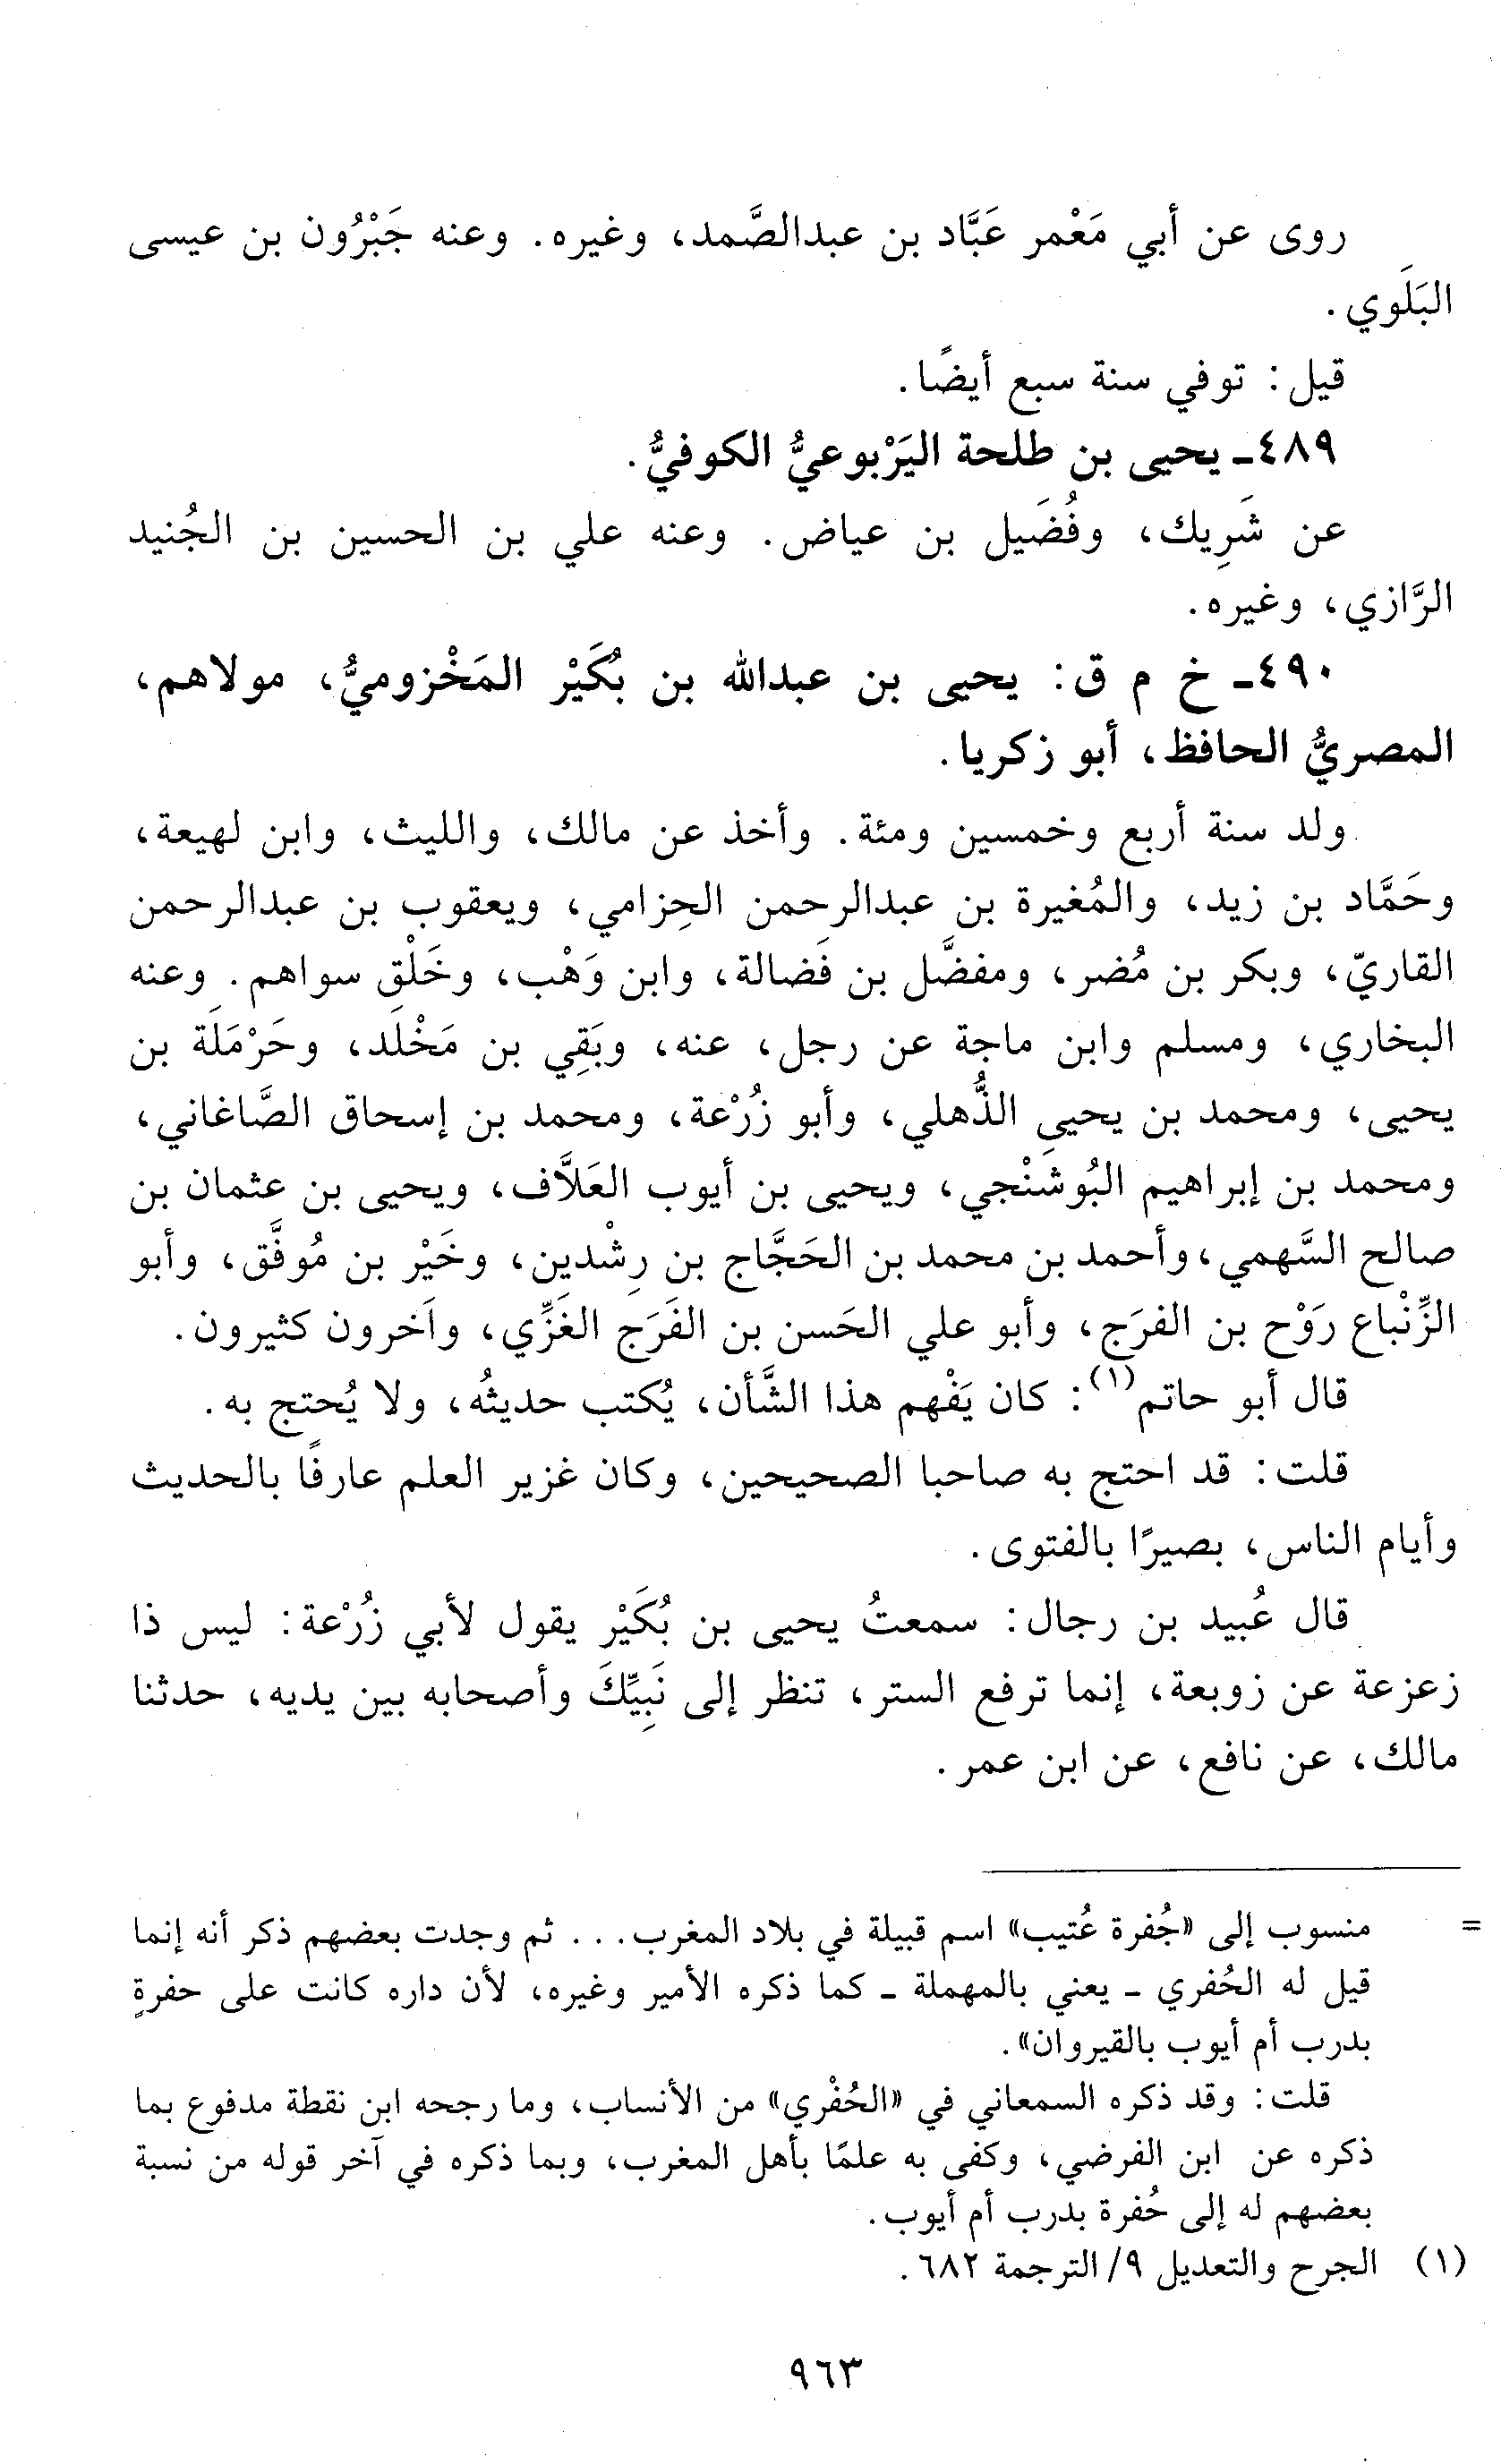 روى عن أبي مَعْمر عَبَّاد بن عبدالصَّمد، وغيره. وعنه جَبْرُون بن عيسى
البَلَوي.
قيل: توفي سنة سبع أيضًا.
٤٨٩- يحيى بن طلحة اليَرْبوعيُّ الكوفيُّ.
عن شَرِيك، وفُضَيل بن عياض. وعنه علي بن الحسين بن الجُنيد
الرَّازي، وغيره.
٤٩٠- خ م ق: يحيى بن عبدالله بن بُكَيْر المَخْزوميُّ، مولاهم،
المصريُّ الحافظ، أبو زكريا.
ولد سنة أربع وخمسين ومئة. وأخذ عن مالك، والليث، وابن لهيعة،
وحَمَّاد بن زيد، والمُغيرة بن عبدالرحمن الحِزامي، ويعقوب بن عبدالرحمن
القاريّ، وبكر بن مُضر، ومفضَّل بن فَضالة، وابن وَهْب، وخَلْق سواهم. وعنه
البخاري، ومسلم وابن ماجة عن رجل، عنه، وبَقِي بن مَخْلَد، وحَرْمَلَة بن
يحيى، ومحمد بن يحيى الذُّهلي، وأبو زُرْعة، ومحمد بن إسحاق الصَّاغاني،
ومحمد بن إبراهيم البُوشَنْجي، ويحيى بن أيوب العَلَّاف، ويحيى بن عثمان بن
صالح السَّهمي، وأحمد بن محمد بن الحَجَّاج بن رِشْدين، وخَيْر بن مُوفَّق، وأبو
الزِّنْباع رَوْح بن الفرَج، وأبو علي الحَسن بن الفَرَج الغَزِّي، وآخرون كثيرون.
قال أبو حاتم(١): كان يَفْهم هذا الشَّأن، يُكتب حديثُه، ولا يُحتج به.
قلت: قد احتج به صاحبا الصحيحين، وكان غزير العلم عارفًا بالحديث
وأيام الناس، بصيرًا بالفتوى.
قال عُبيد بن رجال: سمعتُ يحيى بن بُكَيْر يقول لأبي زُرْعة: ليس ذا
زعزعة عن زوبعة، إنما ترفع الستر، تنظر إلى نَبِيِّكَ وأصحابه بين يديه، حدثنا
مالك، عن نافع، عن ابن عمر.
= منسوب إلى «جُفرة عُتيب» اسم قبيلة في بلاد المغرب... ثم وجدت بعضهم ذكر أنه إنما
قيل له الحُفري - يعني بالمهملة - كما ذكره الأمير وغيره، لأن داره كانت على حفرةٍ
بدرب أم أيوب بالقيروان».
قلت: وقد ذكره السمعاني في «الحُفْري» من الأنساب، وما رجحه ابن نقطة مدفوع بما
ذكره عن ابن الفرضي، وكفى به علمًا بأهل المغرب، وبما ذكره في آخر قوله من نسبة
بعضهم له إلى حُفرة بدرب أم أيوب.
(١) الجرح والتعديل ٩/ الترجمة ٦٨٢.
٩٦٣